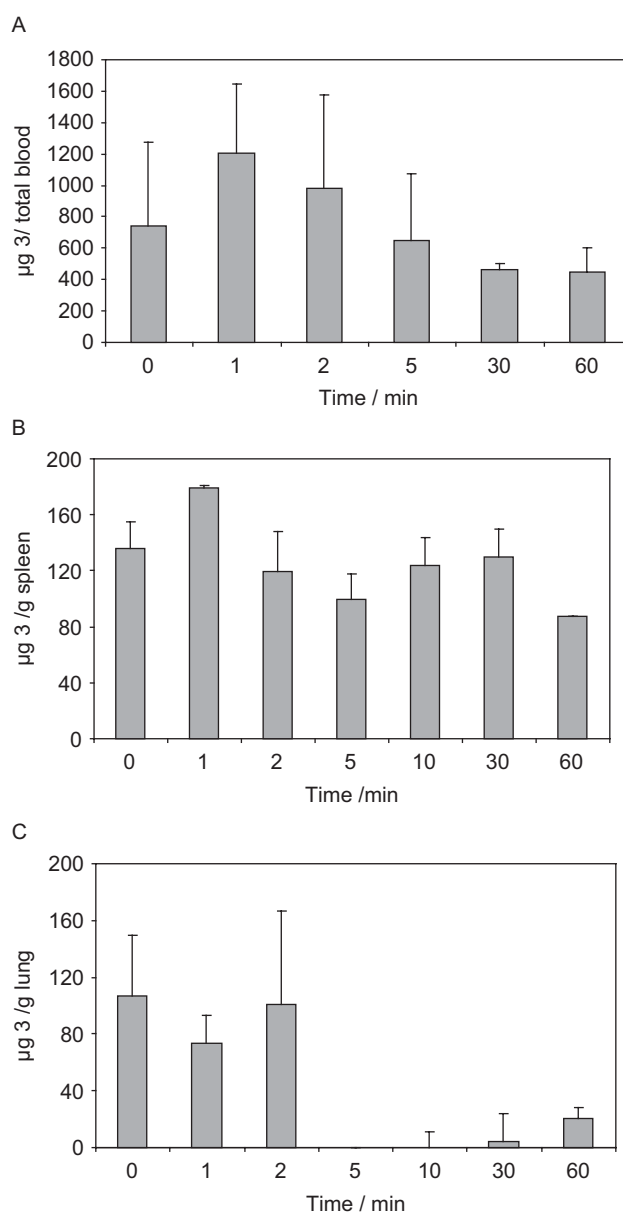 A
1800
1600
1400
1200
1000
800
600
400
200
0
µg 3/ total blood
0 1 2 5 30 60
Time / min
B
200
160
120
80
40
0
µg 3 /g spleen
0 1 2 5 10 30 60
Time /min
C
200
160
120
80
40
0
µg 3 /g lung
0 1 2 5 10 30 60
Time / min